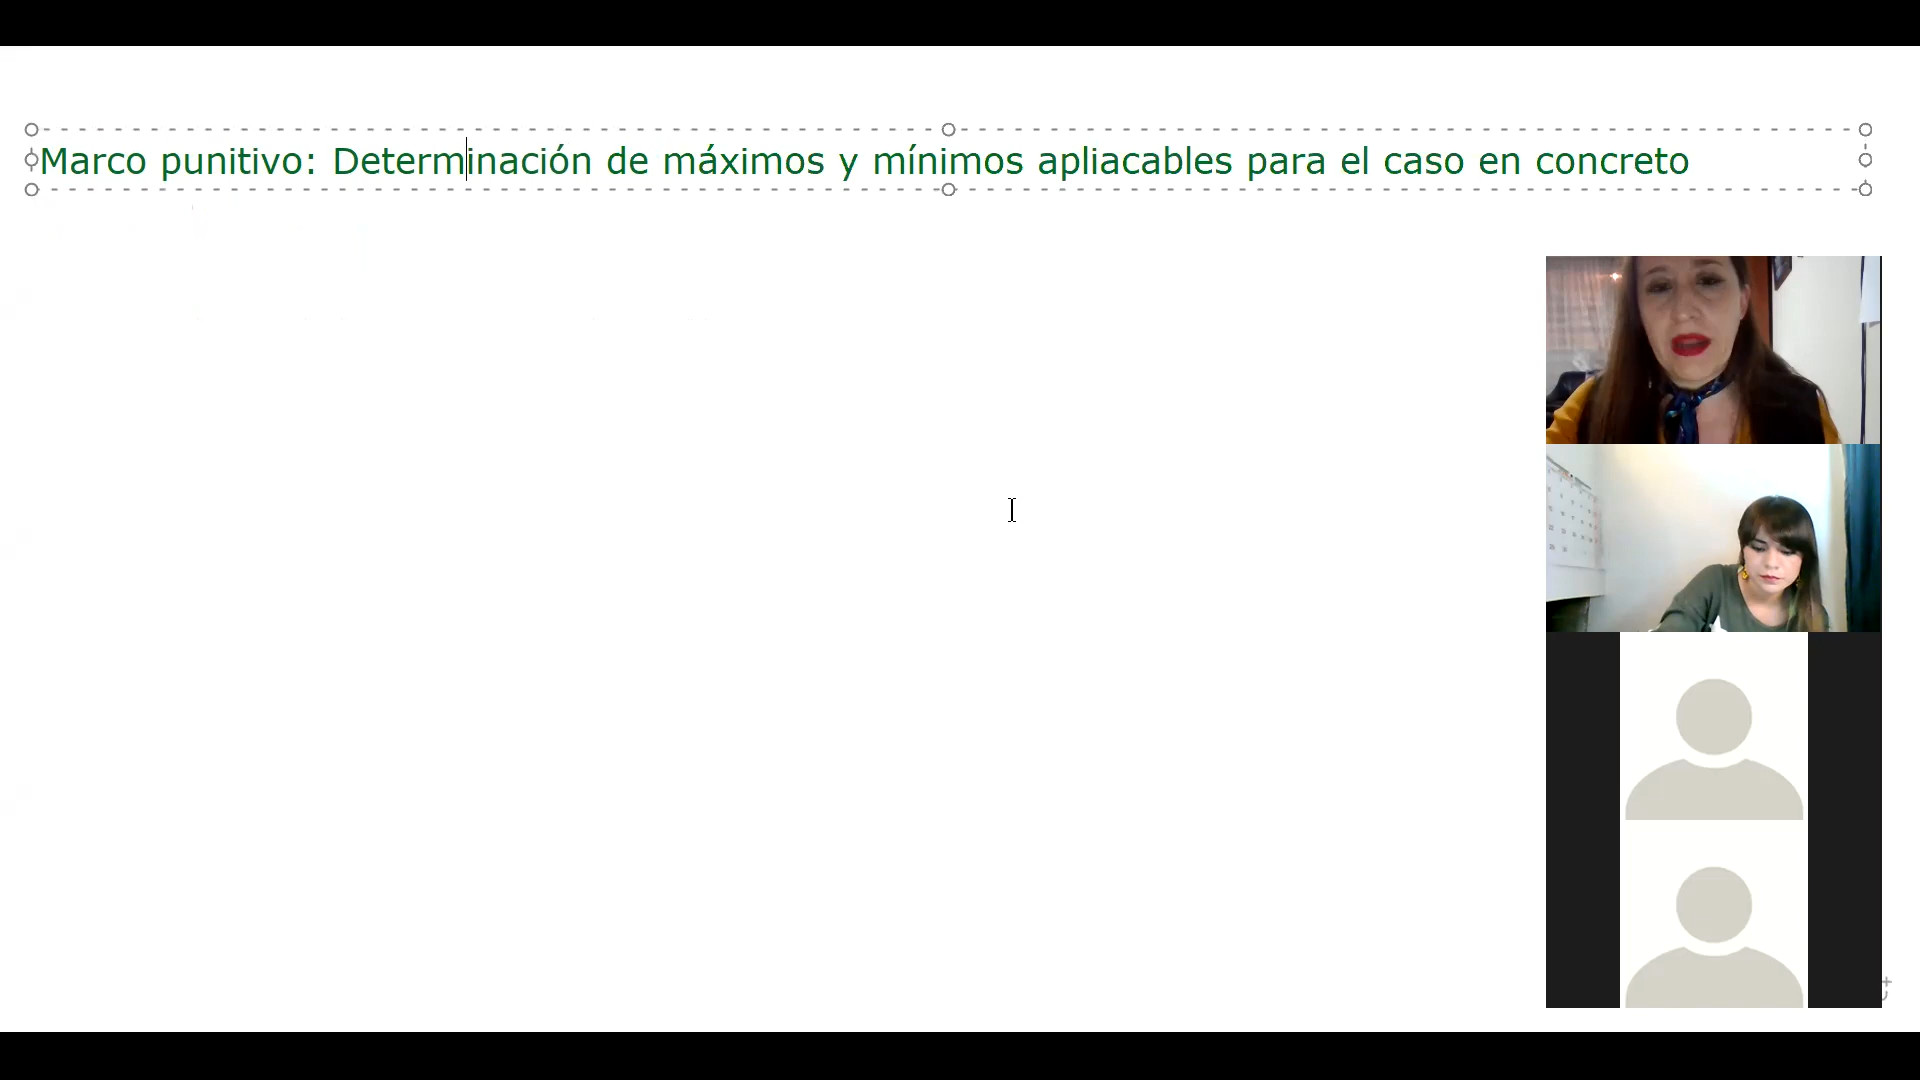 Marco punitivo: Determinación de máximos y mínimos apliacables para el caso en concreto